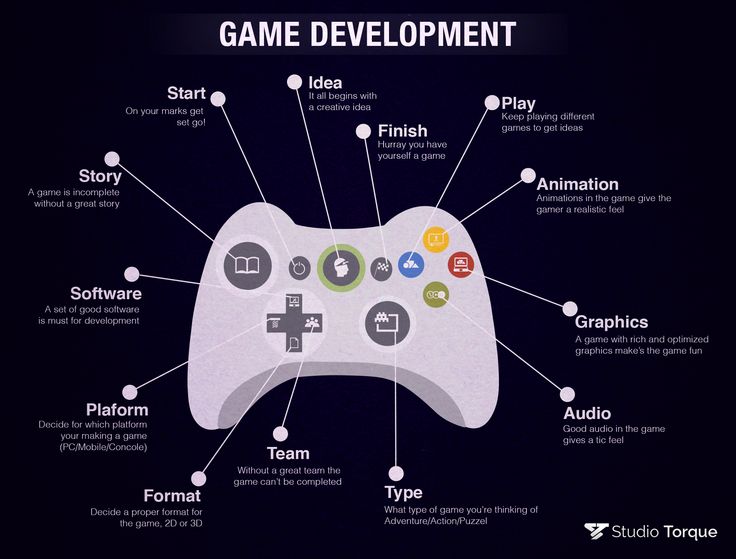 GAME DEVELOPMENT
Start
On your marks get
set go!
Idea
It all begins with
a creative idea
Finish
Hurray you have
yourself a game
Play
Keep playing different
games to get ideas
Story
A game is incomplete
without a great story
Animation
Animations in the game give the
gamer a realistic feel
Software
A set of good software
is must for development
Graphics
A game with rich and optimized
graphics make's the game fun
Plaform
Decide for which platform
your making a game
(PC/Mobile/Concole)
Audio
Good audio in the game
gives a tic feel
Team
Without a great team the
game can't be completed
Format
Decide a proper format for
the game, 2D or 3D
Type
What type of game you're thinking of
Adventure/Action/Puzzel
Studio Torque